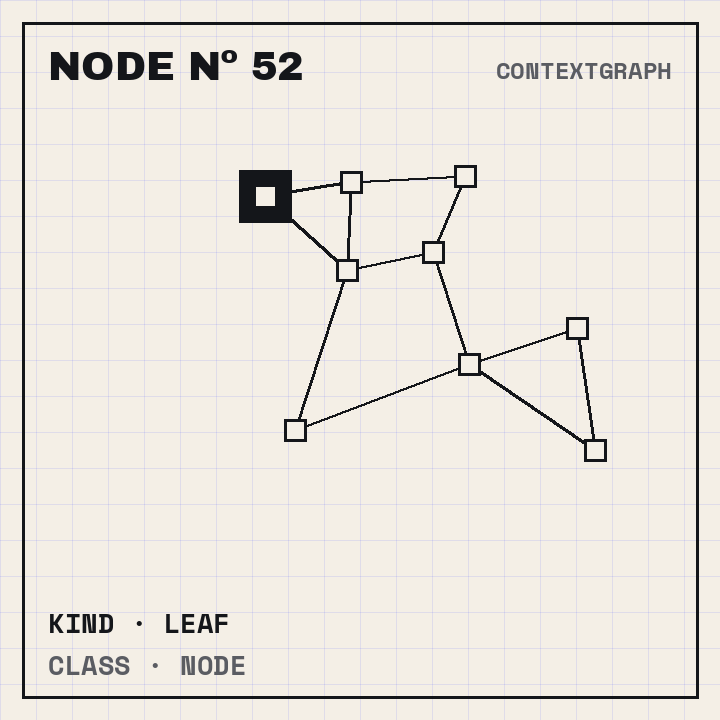 NODE Nº 52
CONTEXTGRAPH
KIND · LEAF
CLASS · NODE